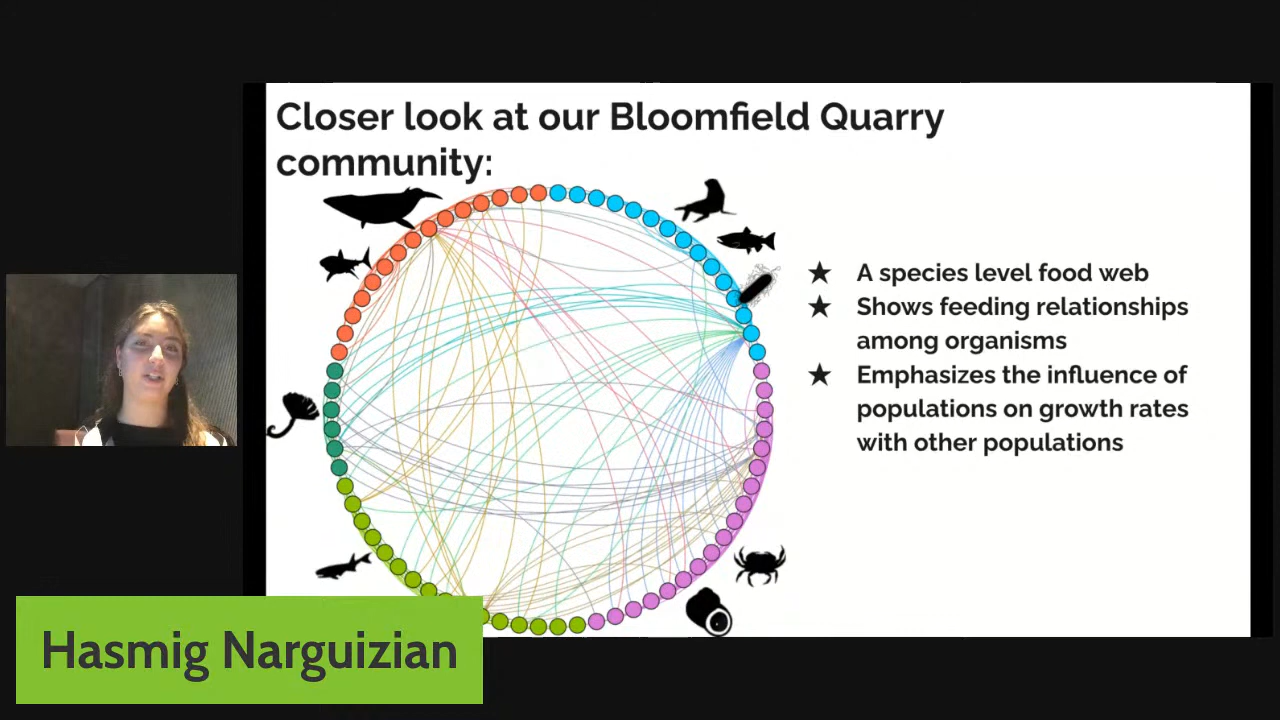 Closer look at our Bloomfield Quarry
community:
★ A species level food web
★ Shows feeding relationships
among organisms
★ Emphasizes the influence of
populations on growth rates
with other populations
Hasmig Narguizian